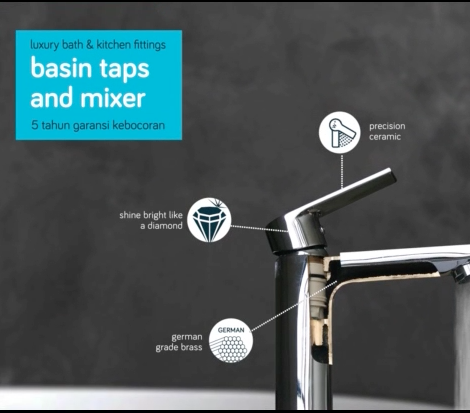 luxury bath & kitchen fittings
basin taps
and mixer
5 tahun garansi kebocoran
precision
ceramic
shine bright like
a diamond
GERMAN
german
grade brass